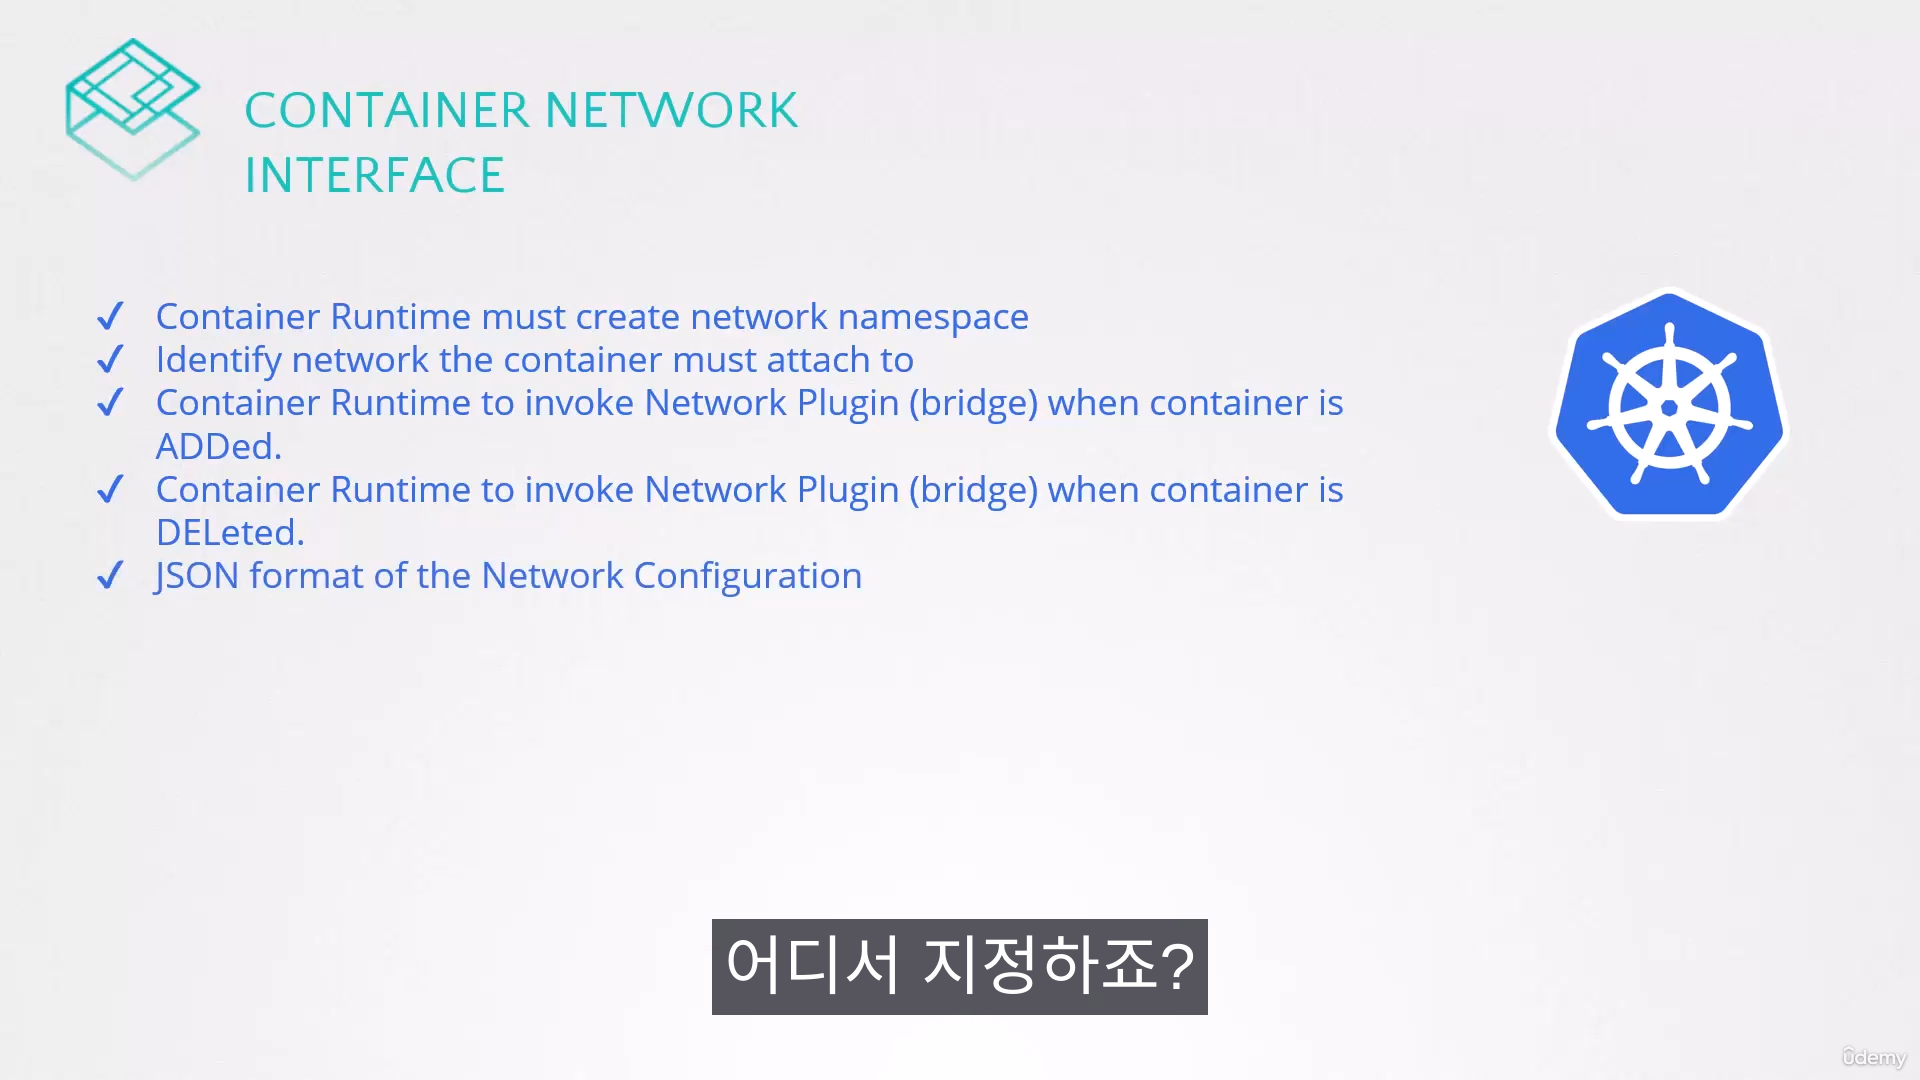 CONTAINER NETWORK
INTERFACE
✓ Container Runtime must create network namespace
✓ Identify network the container must attach to
✓ Container Runtime to invoke Network Plugin (bridge) when container is
ADDed.
✓ Container Runtime to invoke Network Plugin (bridge) when container is
DELeted.
✓ JSON format of the Network Configuration
어디서 지정하죠?
ûdemy